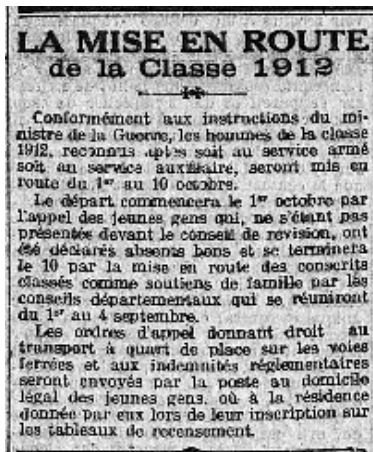 LA MISE EN ROUTE
de la Classe 1912
Conformément aux instructions du mi-
nistre de la Guerre, les hommes de la classe
1912, reconnus aptes soit au service armé
soit au service auxiliaire, seront mis en
route du 1er au 10 octobre.
Le départ commencera le 1er octobre par
l'appel des jeunes gens qui, ne s'étant pas
présentés devant le conseil de revision, ont
été déclarés absents bons et se terminera
le 10 par la mise en route des conscrits
classés comme soutiens de famille par les
conseils départementaux qui se réuniront
du 1er au 4 septembre.
Les ordres d'appel donnant droit au
transport à quart de place sur les voies
ferrées et aux indemnités réglementaires
seront envoyés par la poste au domicile
légal des jeunes gens, où à la résidence
donnée par eux lors de leur inscription sur
les tableaux de recensement.